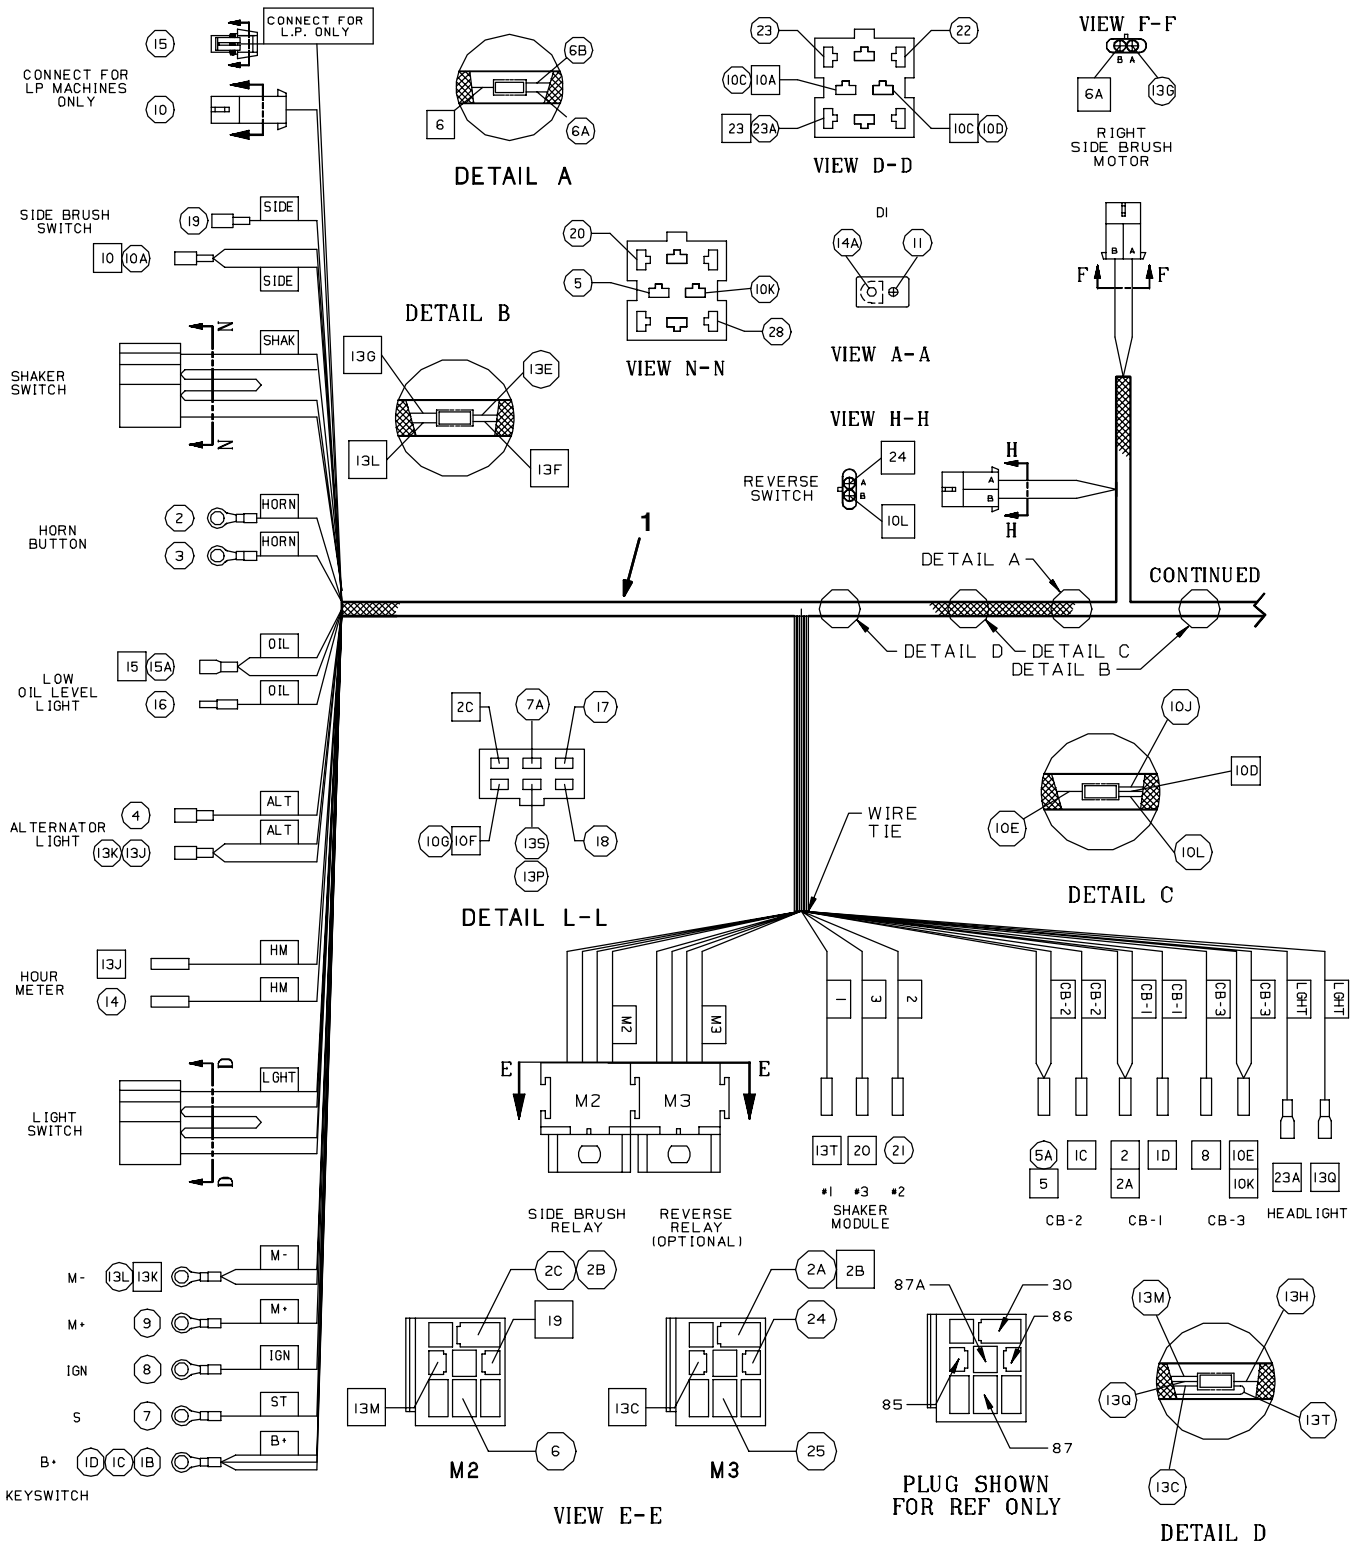 CONNECT FOR
L.P. ONLY
15
CONNECT FOR
LP MACHINES
ONLY
10
6B
6
6A
DETAIL A
23
22
10C
10A
23
23A
10C
10D
VIEW D-D
VIEW F-F
B A
6A
13G
RIGHT
SIDE BRUSH
MOTOR
SIDE BRUSH
SWITCH
19
SIDE
10
10A
SIDE
20
5
10K
28
VIEW N-N
D1
14A
11
VIEW A-A
B A
F
F
DETAIL B
13G
13E
13L
13F
SHAKER
SWITCH
N
SHAK
N
VIEW H-H
REVERSE
SWITCH
24
A
B
10L
H
A
B
H
HORN
BUTTON
2
HORN
3
HORN
1
DETAIL A
CONTINUED
DETAIL D
DETAIL C
DETAIL B
LOW
OIL LEVEL
LIGHT
15
15A
OIL
16
OIL
2C
7A
17
10G
10F
13S
18
13P
DETAIL L-L
10J
10D
10E
10L
DETAIL C
ALTERNATOR
LIGHT
4
ALT
13K
13J
ALT
WIRE
TIE
HOUR
METER
13J
HM
14
HM
M2
M3
1
3
2
CB-2
CB-2
CB-1
CB-1
CB-3
CB-3
LGHT
LGHT
E
E
M2
M3
LIGHT
SWITCH
D
LGHT
D
13T
20
21
#1 #3 #2
SHAKER
MODULE
5A
5
1C
CB-2
2
2A
1D
CB-1
8
10E
10K
CB-3
23A
13Q
HEADLIGHT
SIDE BRUSH
RELAY
REVERSE
RELAY
(OPTIONAL)
M-
13L
13K
M-
M+
9
M+
IGN
8
IGN
S
7
ST
B+
1D
1C
1B
B+
KEYSWITCH
2C
2B
19
13M
6
M2
2A
2B
24
13C
25
M3
VIEW E-E
87A
30
86
85
87
PLUG SHOWN
FOR REF ONLY
13M
13H
13Q
13T
13C
DETAIL D